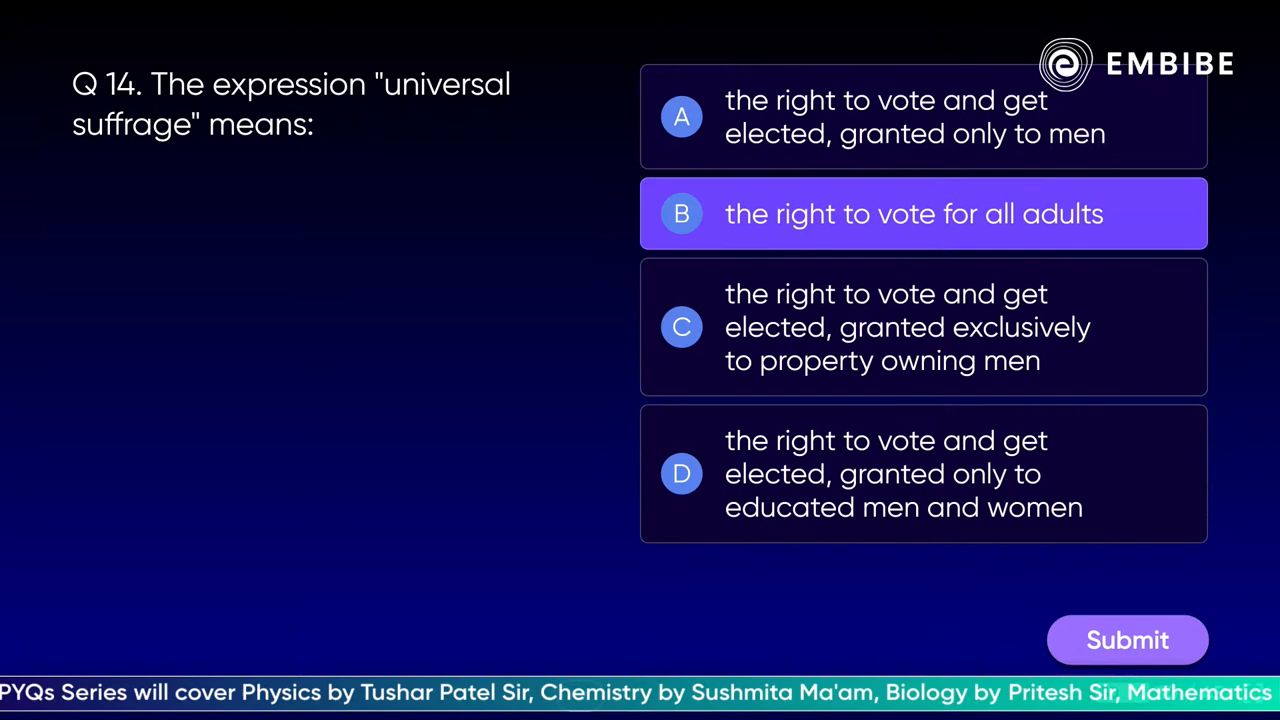 EMBIBE
Q 14. The expression "universal
suffrage" means:
A
the right to vote and get
elected, granted only to men
B
the right to vote for all adults
C
the right to vote and get
elected, granted exclusively
to property owning men
D
the right to vote and get
elected, granted only to
educated men and women
Submit
PYQs Series will cover Physics by Tushar Patel Sir, Chemistry by Sushmita Ma'am, Biology by Pritesh Sir, Mathematics